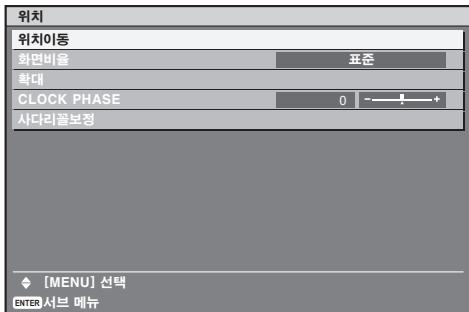 위치
위치이동
화면비율 표준
확대
CLOCK PHASE 0 - +
사다리꼴보정
[MENU] 선택
ENTER 서브 메뉴